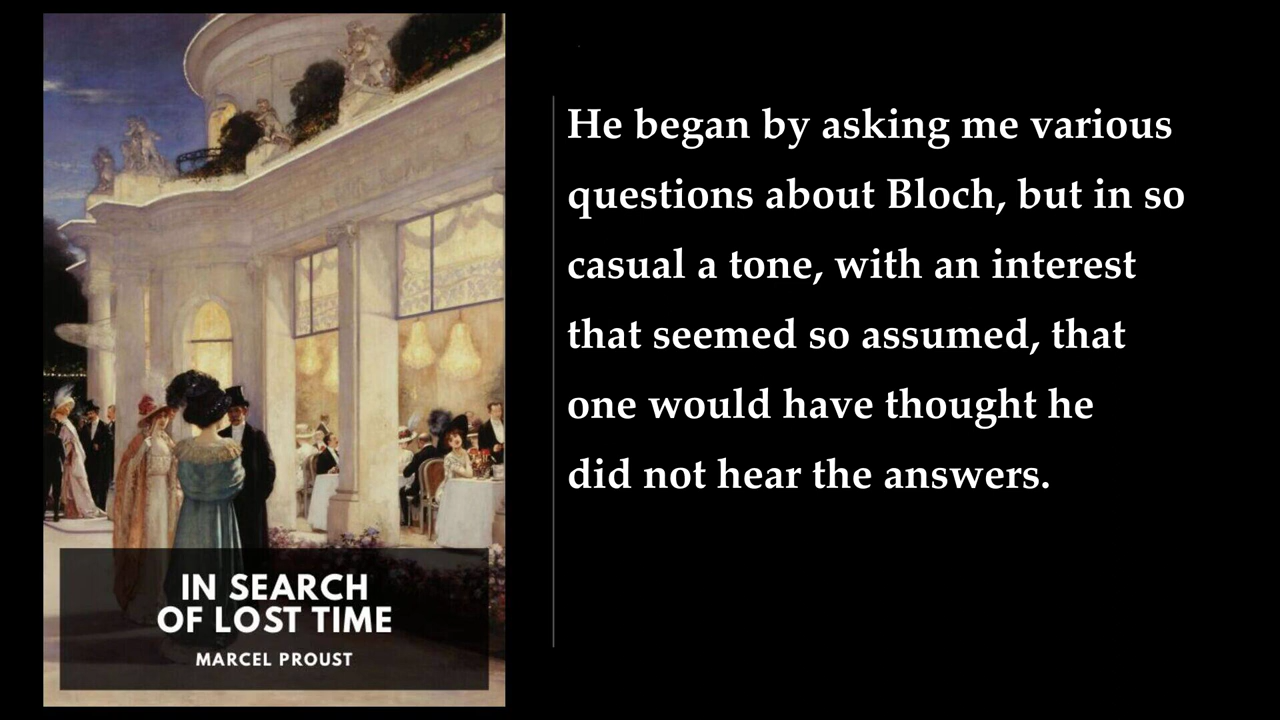 IN SEARCH
OF LOST TIME
MARCEL PROUST
He began by asking me various
questions about Bloch, but in so
casual a tone, with an interest
that seemed so assumed, that
one would have thought he
did not hear the answers.